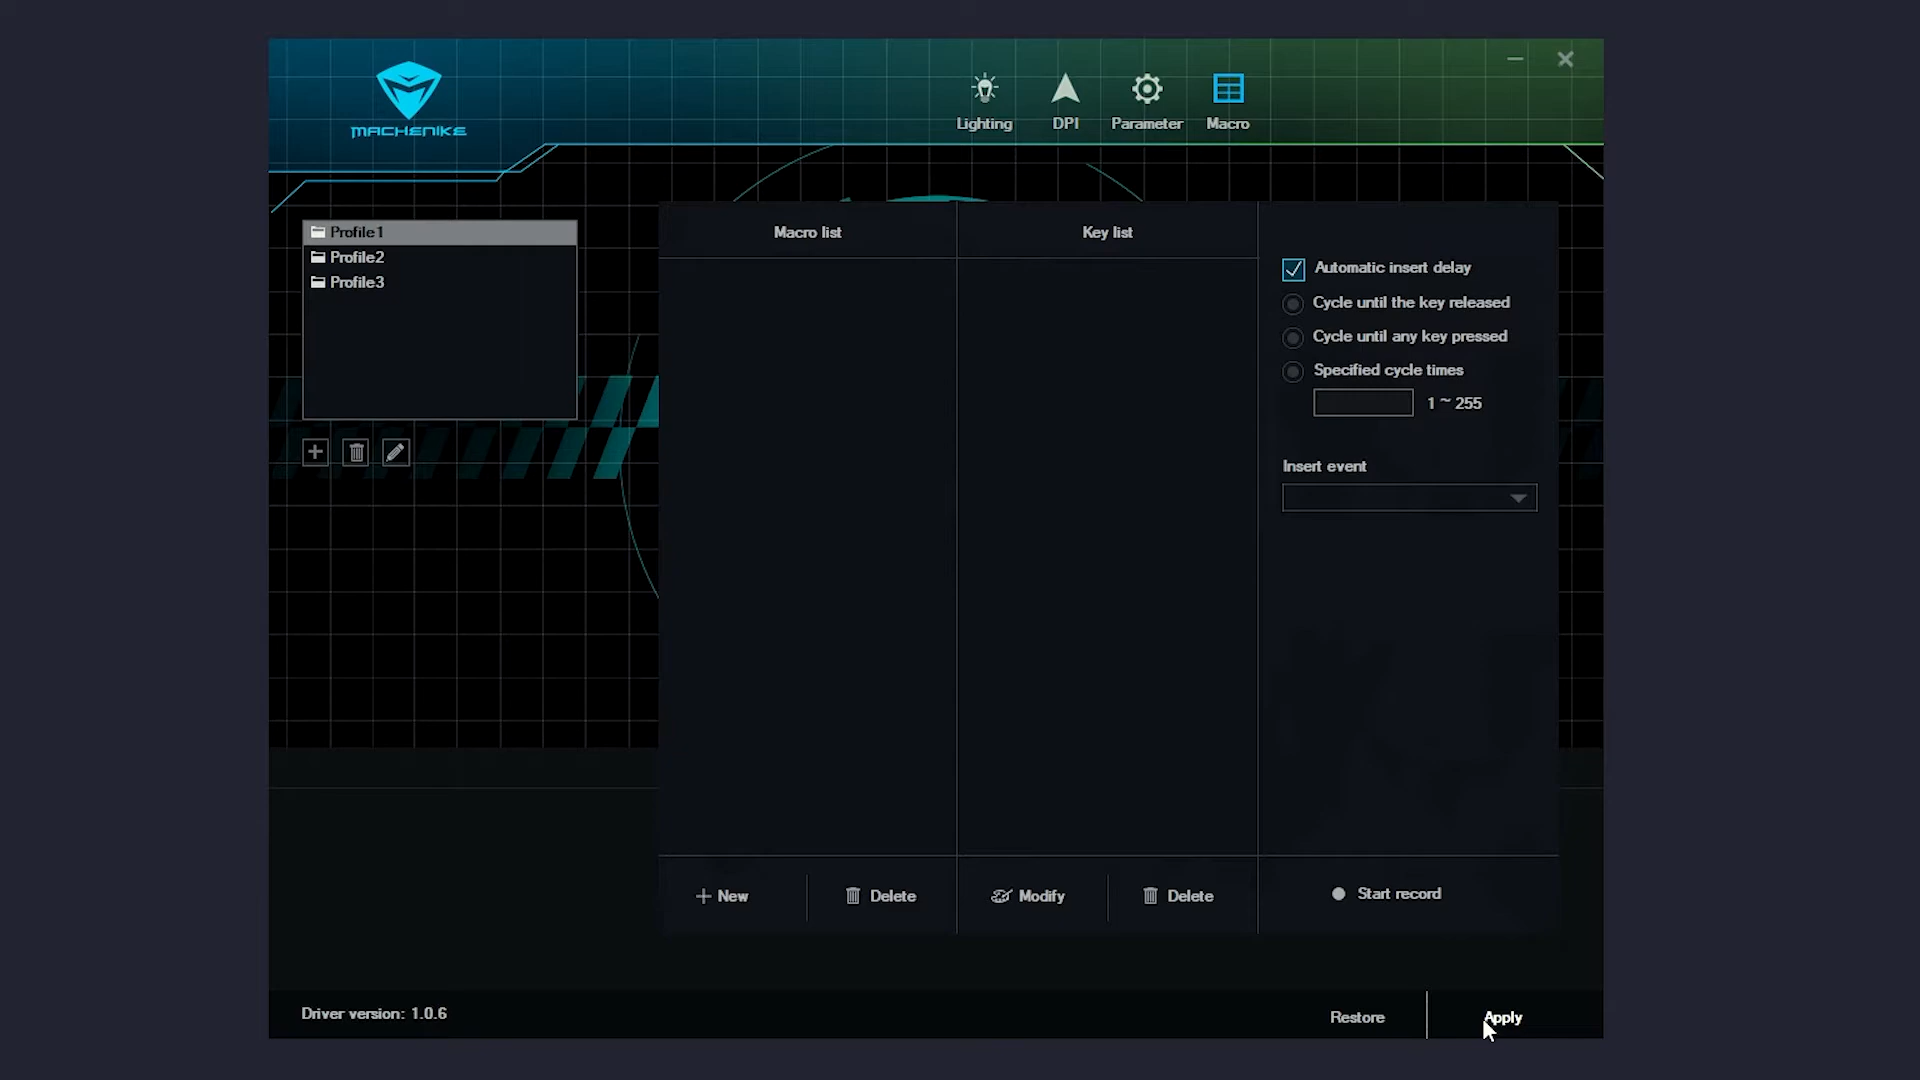 MACHENIKE
Lighting
DPI
Parameter
Macro
Profile1
Profile2
Profile3
Macro list
Key list
Automatic insert delay
Cycle until the key released
Cycle until any key pressed
Specified cycle times
1 ~ 255
Insert event
New
Delete
Modify
Delete
Start record
Driver version: 1.0.6
Restore
Apply